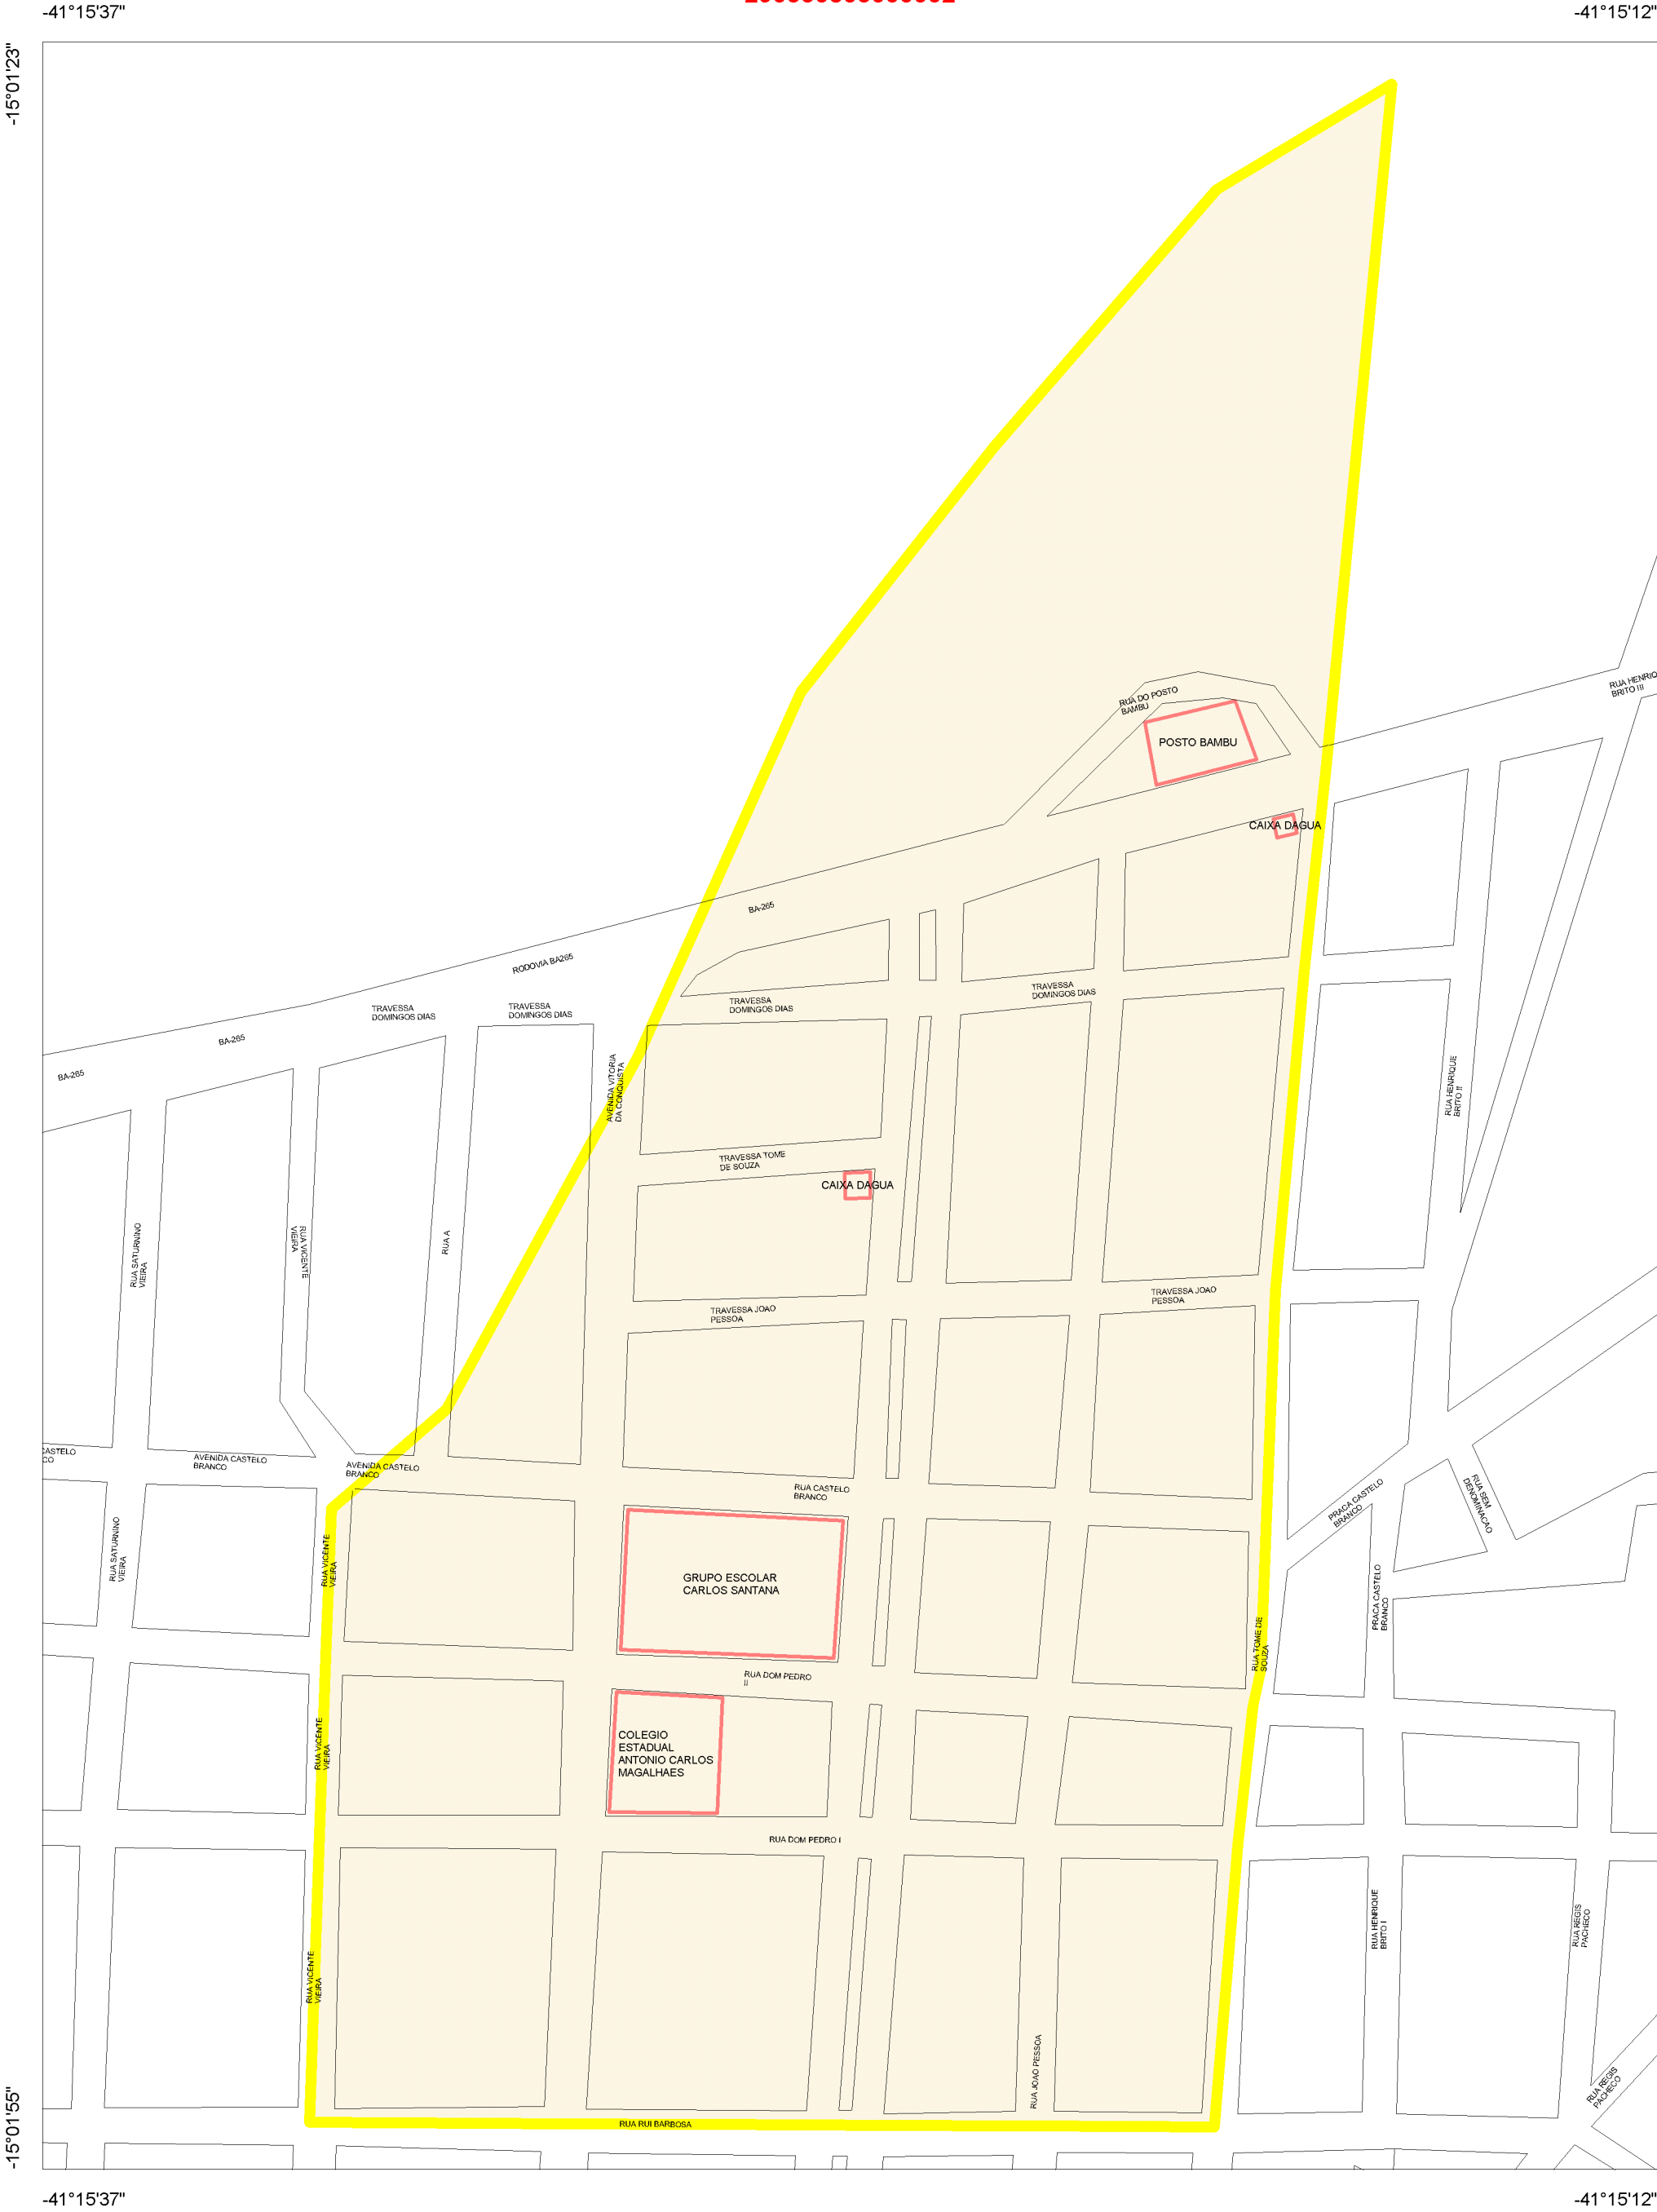 -41°15'37"
-41°15'12"
-15°01'23"
RUA HENRIQ
BRITO III
RUA DO POSTO
BAMBU
POSTO BAMBU
CAIXA DAGUA
BA-265
RODOVIA BA265
TRAVESSA
DOMINGOS DIAS
TRAVESSA
DOMINGOS DIAS
TRAVESSA
DOMINGOS DIAS
TRAVESSA
DOMINGOS DIAS
BA-265
BA-265
AVENIDA VITORIA
DA CONQUISTA
RUA HENRIQUE
BRITO II
TRAVESSA TOME
DE SOUZA
CAIXA DAGUA
RUA SATURNINO
VIEIRA
RUA VICENTE
VIEIRA
RUA A
TRAVESSA JOAO
PESSOA
TRAVESSA JOAO
PESSOA
CASTELO
CO
AVENIDA CASTELO
BRANCO
AVENIDA CASTELO
BRANCO
RUA CASTELO
BRANCO
PRACA CASTELO
BRANCO
RUA SEM
DENOMINACAO
RUA SATURNINO
VIEIRA
RUA VICENTE
VIEIRA
GRUPO ESCOLAR
CARLOS SANTANA
PRACA CASTELO
BRANCO
RUA TOME DE
SOUZA
RUA DOM PEDRO
II
RUA VICENTE
VIEIRA
COLEGIO
ESTADUAL
ANTONIO CARLOS
MAGALHAES
RUA DOM PEDRO I
RUA HENRIQUE
BRITO I
RUA REGIS
PACHECO
RUA VICENTE
VIEIRA
RUA JOAO PESSOA
RUA REGIS
PACHECO
RUA RUI BARBOSA
-15°01'55"
-41°15'37"
-41°15'12"